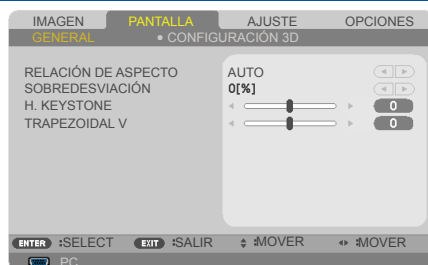 IMAGEN PANTALLA AJUSTE OPCIONES
GENERAL • CONFIGURACIÓN 3D
RELACIÓN DE ASPECTO AUTO
SOBREDESVIACIÓN 0[%]
H. KEYSTONE 0
TRAPEZOIDAL V 0
ENTER :SELECT EXIT :SALIR :MOVER :MOVER
PC